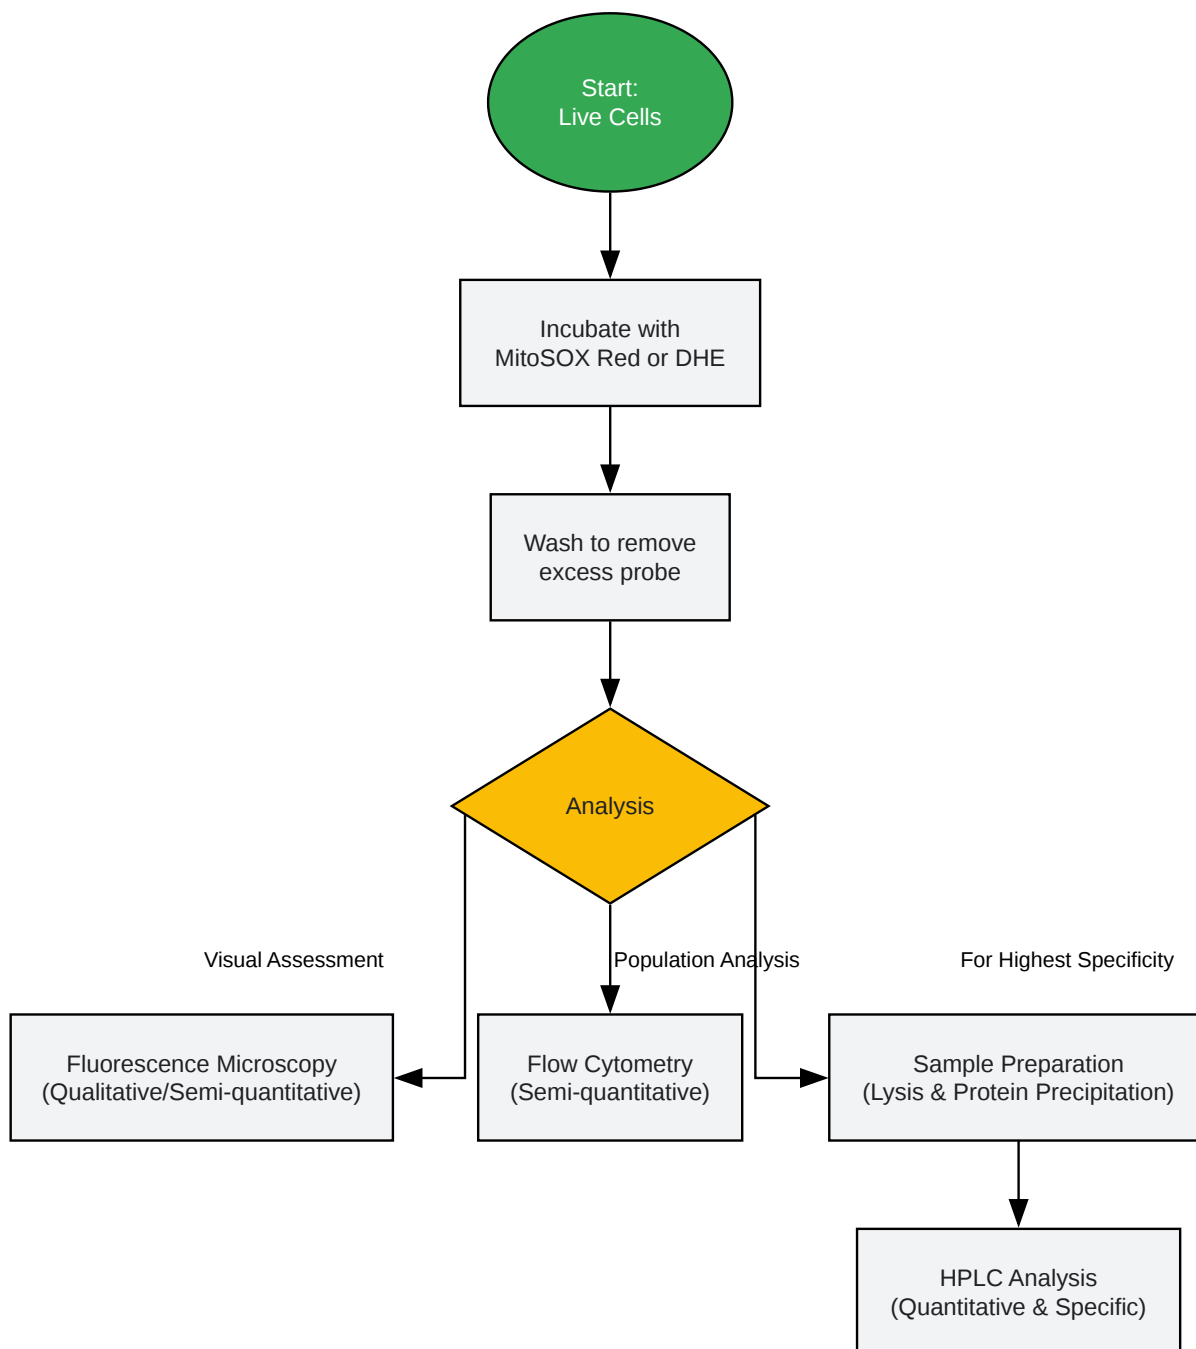 Start:
Live Cells
Incubate with
MitoSOX Red or DHE
Wash to remove
excess probe
Analysis
Visual Assessment
Population Analysis
For Highest Specificity
Fluorescence Microscopy
(Qualitative/Semi-quantitative)
Flow Cytometry
(Semi-quantitative)
Sample Preparation
(Lysis & Protein Precipitation)
HPLC Analysis
(Quantitative & Specific)